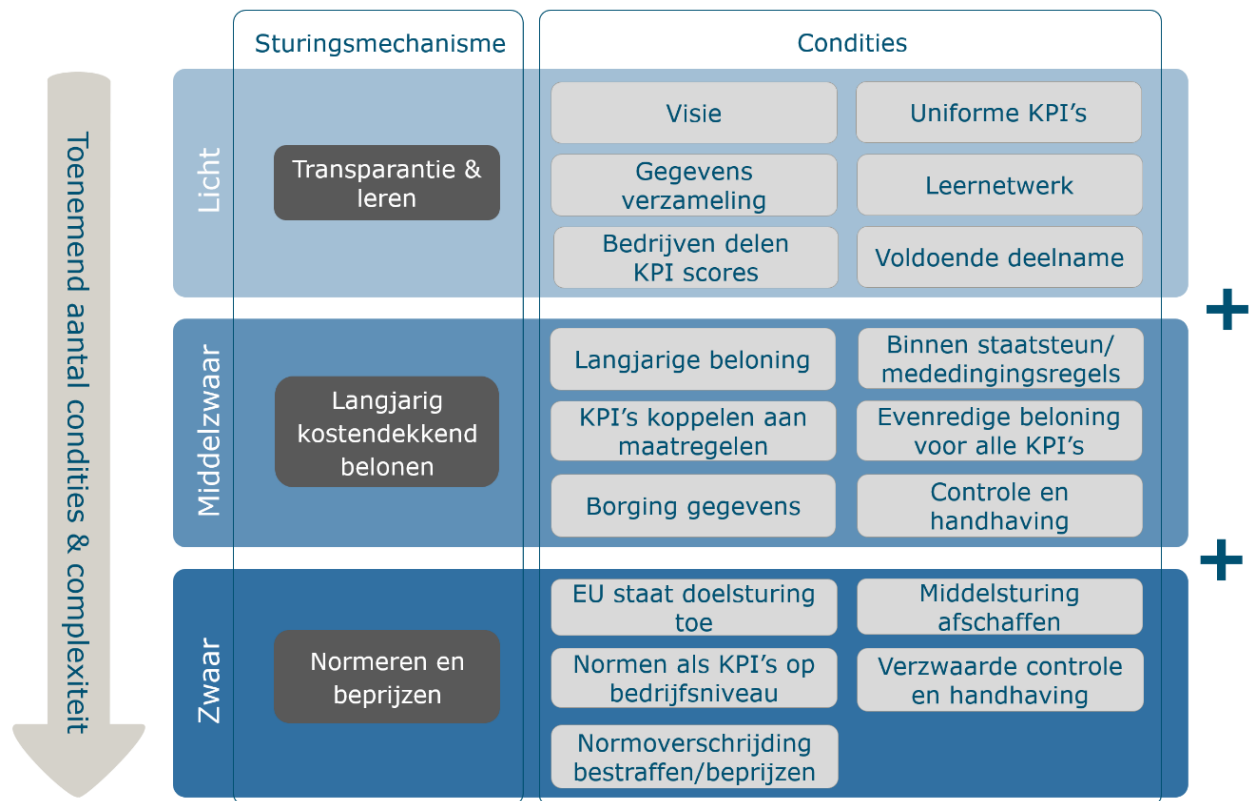 Sturingsmechanisme
Condities
Toenemend aantal condities & complexiteit
Licht
Transparantie &
leren
Visie
Uniforme KPI's
Gegevens
verzameling
Leernetwerk
Bedrijven delen
KPI scores
Voldoende deelname
+
Middelzwaar
Langjarig
kostendekkend
belonen
Langjarige beloning
Binnen staatsteun/
mededingingsregels
KPI's koppelen aan
maatregelen
Evenredige beloning
voor alle KPI's
Borging gegevens
Controle en
handhaving
+
Zwaar
Normeren en
beprijzen
EU staat doelsturing
toe
Middelsturing
afschaffen
Normen als KPI's op
bedrijfsniveau
Verzwaarde controle
en handhaving
Normoverschrijding
bestraffen/beprijzen